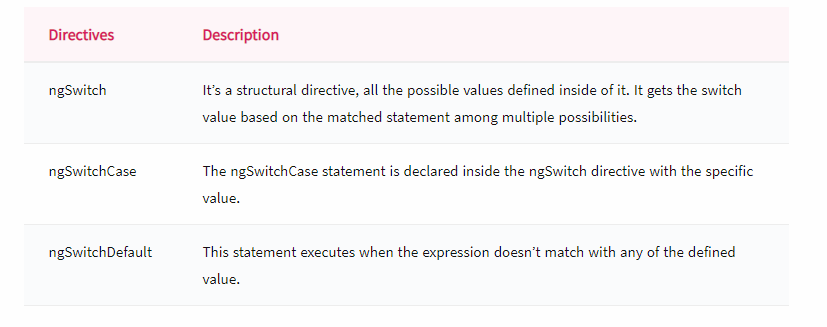 Directives Description
ngSwitch It’s a structural directive, all the possible values defined inside of it. It gets the switch
value based on the matched statement among multiple possibilities.
ngSwitchCase The ngSwitchCase statement is declared inside the ngSwitch directive with the specific
value.
ngSwitchDefault This statement executes when the expression doesn’t match with any of the defined
value.